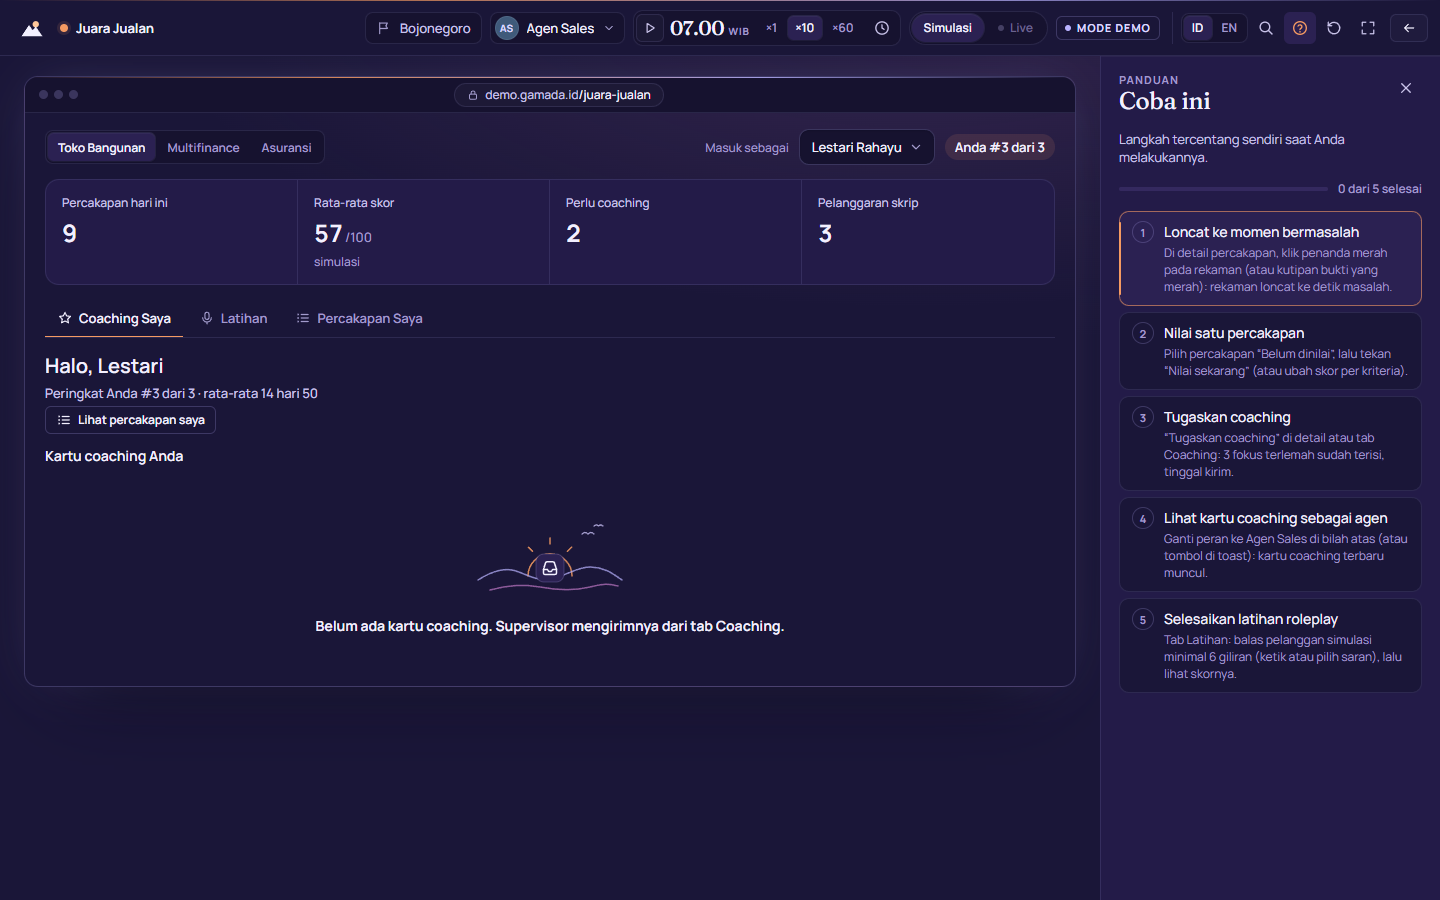 Juara Jualan
Bojonegoro
AS Agen Sales
07.00 WIB
×1 ×10 ×60
Simulasi Live
MODE DEMO
ID EN
demo.gamada.id/juara-jualan
Toko Bangunan Multifinance Asuransi
Masuk sebagai Lestari Rahayu Anda #3 dari 3
Percakapan hari ini
9
Rata-rata skor
57 /100
simulasi
Perlu coaching
2
Pelanggaran skrip
3
Coaching Saya Latihan Percakapan Saya
Halo, Lestari
Peringkat Anda #3 dari 3 · rata-rata 14 hari 50
Lihat percakapan saya
Kartu coaching Anda
Belum ada kartu coaching. Supervisor mengirimnya dari tab Coaching.
PANDUAN
Coba ini
Langkah tercentang sendiri saat Anda
melakukannya.
0 dari 5 selesai
1 Loncat ke momen bermasalah
Di detail percakapan, klik penanda merah
pada rekaman (atau kutipan bukti yang
merah): rekaman loncat ke detik masalah.
2 Nilai satu percakapan
Pilih percakapan “Belum dinilai”, lalu tekan
“Nilai sekarang” (atau ubah skor per kriteria).
3 Tugaskan coaching
“Tugaskan coaching” di detail atau tab
Coaching: 3 fokus terlemah sudah terisi,
tinggal kirim.
4 Lihat kartu coaching sebagai agen
Ganti peran ke Agen Sales di bilah atas (atau
tombol di toast): kartu coaching terbaru
muncul.
5 Selesaikan latihan roleplay
Tab Latihan: balas pelanggan simulasi
minimal 6 giliran (ketik atau pilih saran), lalu
lihat skornya.